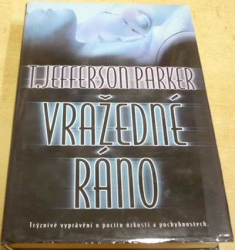 T. JEFFERSON PARKER
VRAŽEDNÉ
RÁNO
Trýznivé vyprávění o pocitu úzkosti a pochybnostech.